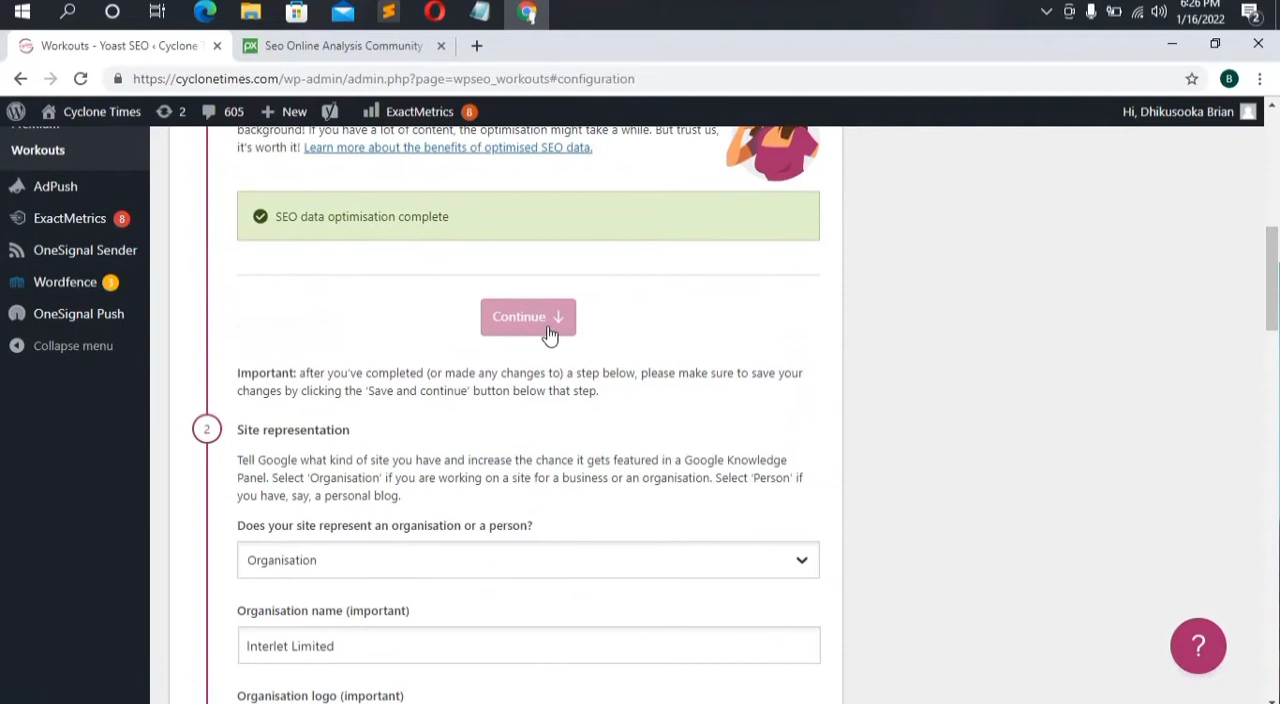 6:26 PM
1/16/2022
2
Workouts - Yoast SEO ‹ Cyclone T
Seo Online Analysis Community
https://cyclonetimes.com/wp-admin/admin.php?page=wpseo_workouts#configuration
B
Cyclone Times
2
605
New
ExactMetrics 8
Hi, Dhikusooka Brian
Premium
Workouts
AdPush
ExactMetrics 8
OneSignal Sender
Wordfence 3
OneSignal Push
Collapse menu
background! If you have a lot of content, the optimisation might take a while. But trust us,
it's worth it! Learn more about the benefits of optimised SEO data.
SEO data optimisation complete
Continue ↓
Important: after you've completed (or made any changes to) a step below, please make sure to save your
changes by clicking the 'Save and continue' button below that step.
2
Site representation
Tell Google what kind of site you have and increase the chance it gets featured in a Google Knowledge
Panel. Select 'Organisation' if you are working on a site for a business or an organisation. Select 'Person' if
you have, say, a personal blog.
Does your site represent an organisation or a person?
Organisation
Organisation name (important)
Interlet Limited
Organisation logo (important)
?